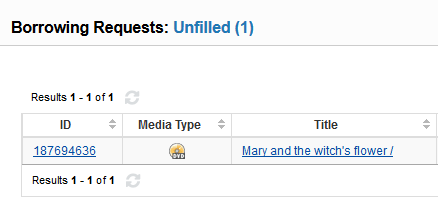 Borrowing Requests: Unfilled (1)
Results 1 - 1 of 1
ID Media Type Title
187694636 DVD Mary and the witch's flower /
Results 1 - 1 of 1